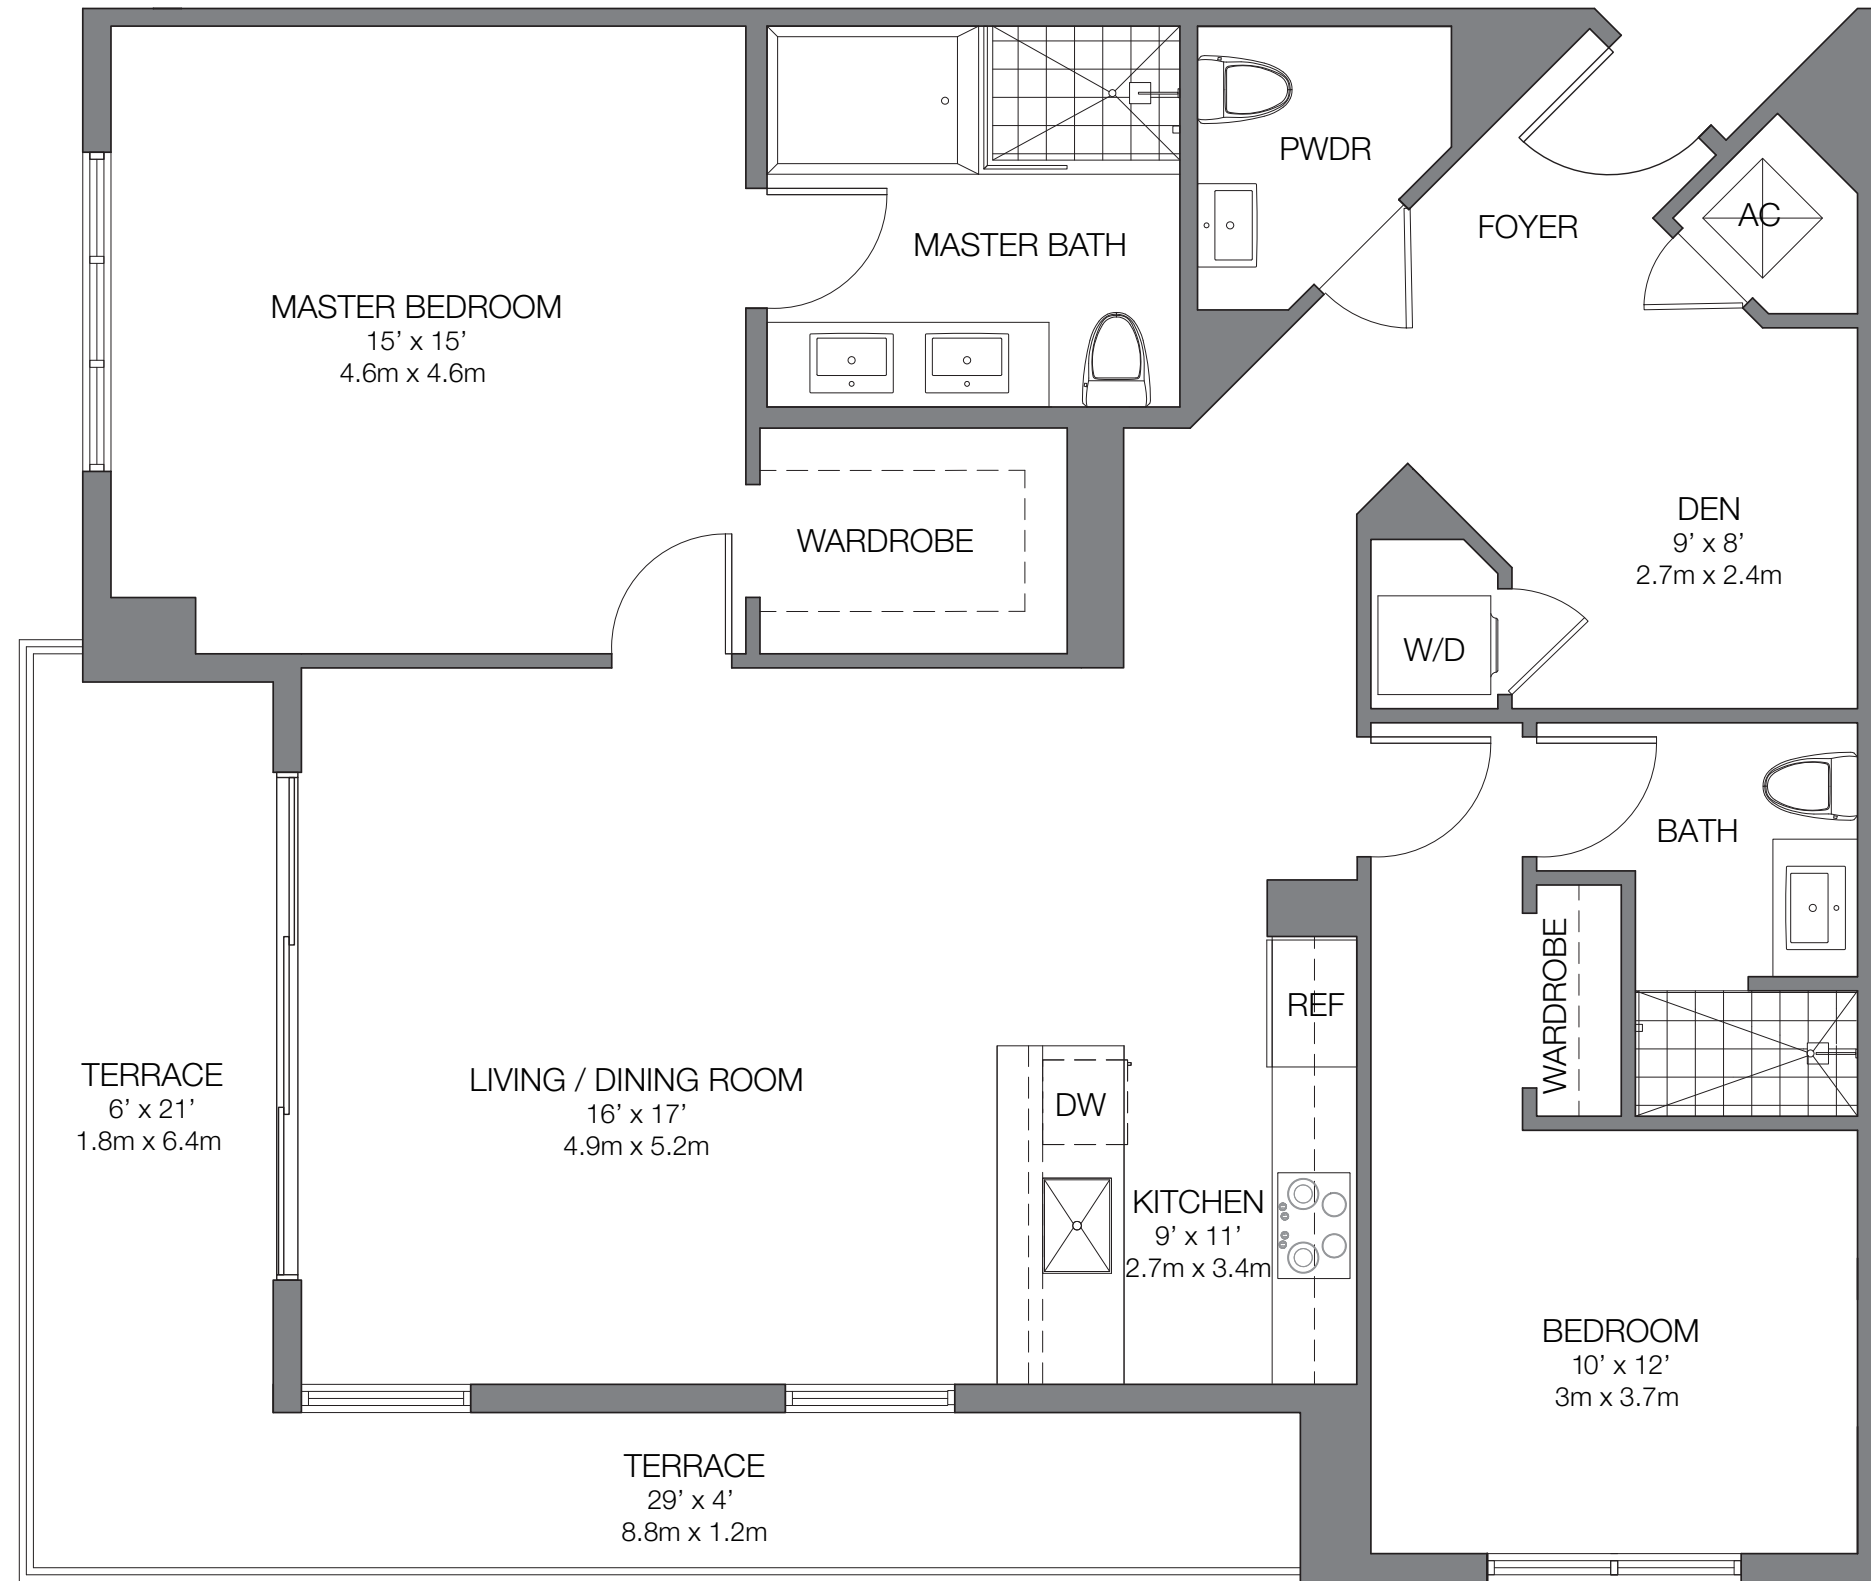 PWDR
AC
FOYER
MASTER BATH
MASTER BEDROOM
15’ x 15’
4.6m x 4.6m
WARDROBE
DEN
9’ x 8’
2.7m x 2.4m
W/D
BATH
WARDROBE
REF
TERRACE
6’ x 21’
1.8m x 6.4m
LIVING / DINING ROOM
16’ x 17’
4.9m x 5.2m
DW
KITCHEN
9’ x 11’
2.7m x 3.4m
BEDROOM
10’ x 12’
3m x 3.7m
TERRACE
29’ x 4’
8.8m x 1.2m